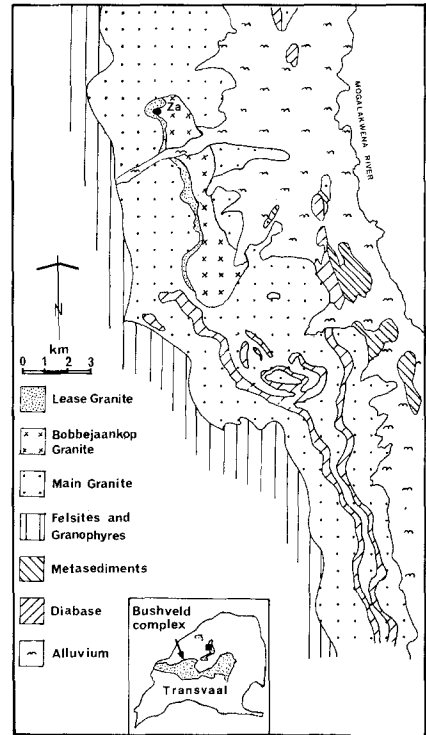 Za
MOGALAKWENA RIVER
N
0 1 2 3
km
Lease Granite
Bobbejaankop
Granite
Main Granite
Felsites and
Granophyres
Metasediments
Diabase
Alluvium
Bushveld
complex
Transvaal